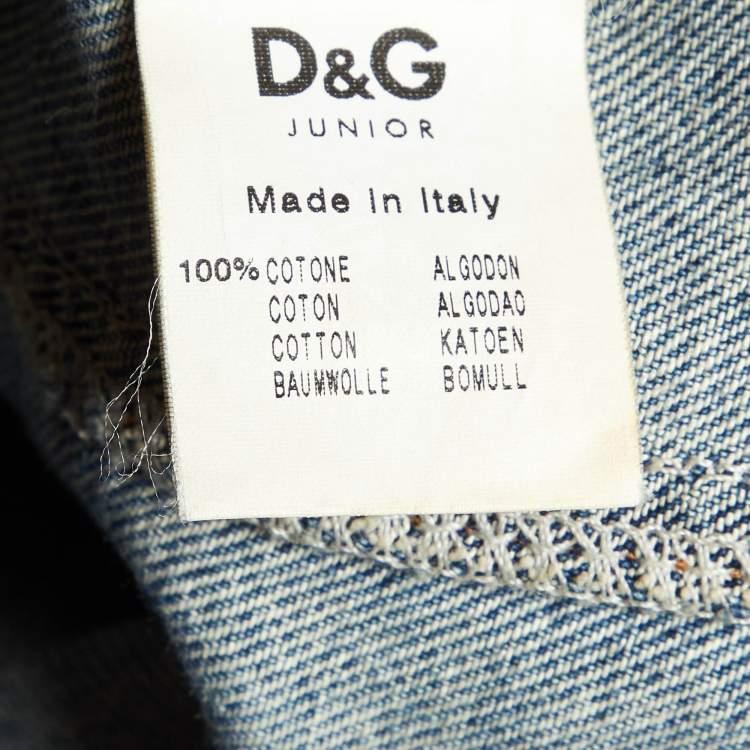 D&G
JUNIOR
Made in Italy
100% COTONE ALGODON
COTON ALGODAO
COTTON KATOEN
BAUMWOLLE BOMULL